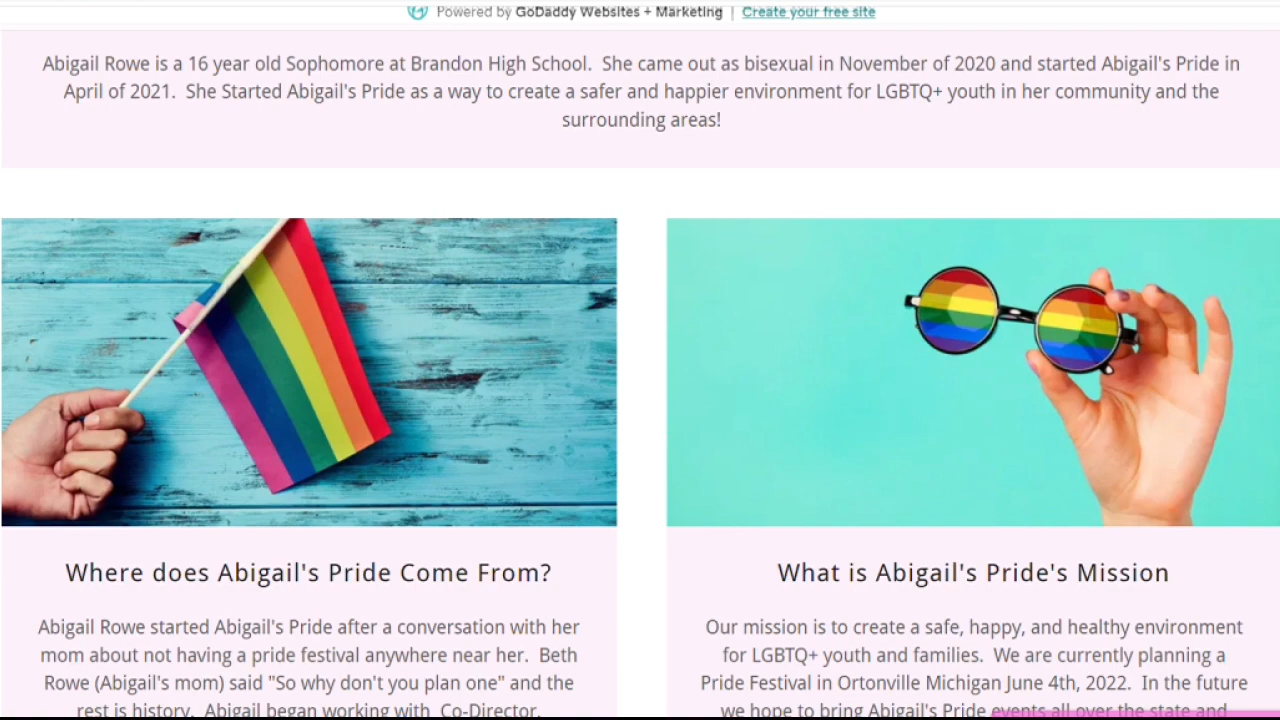 Powered by GoDaddy Websites + Marketing | Create your free site
Abigail Rowe is a 16 year old Sophomore at Brandon High School. She came out as bisexual in November of 2020 and started Abigail's Pride in
April of 2021. She Started Abigail's Pride as a way to create a safer and happier environment for LGBTQ+ youth in her community and the
surrounding areas!
Where does Abigail's Pride Come From?
Abigail Rowe started Abigail's Pride after a conversation with her
mom about not having a pride festival anywhere near her. Beth
Rowe (Abigail's mom) said "So why don't you plan one" and the
rest is history. Abigail began working with Co-Director,
What is Abigail's Pride's Mission
Our mission is to create a safe, happy, and healthy environment
for LGBTQ+ youth and families. We are currently planning a
Pride Festival in Ortonville Michigan June 4th, 2022. In the future
we hope to bring Abigail's Pride events all over the state and